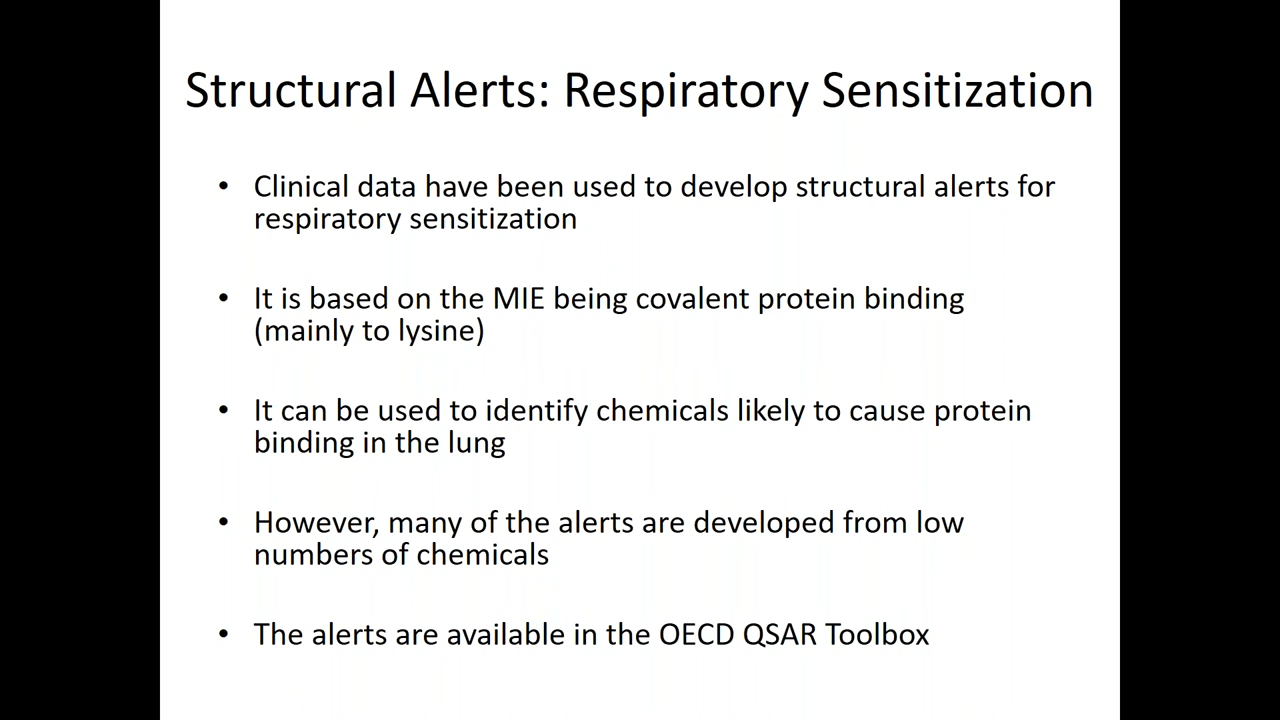 Structural Alerts: Respiratory Sensitization
• Clinical data have been used to develop structural alerts for
respiratory sensitization
• It is based on the MIE being covalent protein binding
(mainly to lysine)
• It can be used to identify chemicals likely to cause protein
binding in the lung
• However, many of the alerts are developed from low
numbers of chemicals
• The alerts are available in the OECD QSAR Toolbox